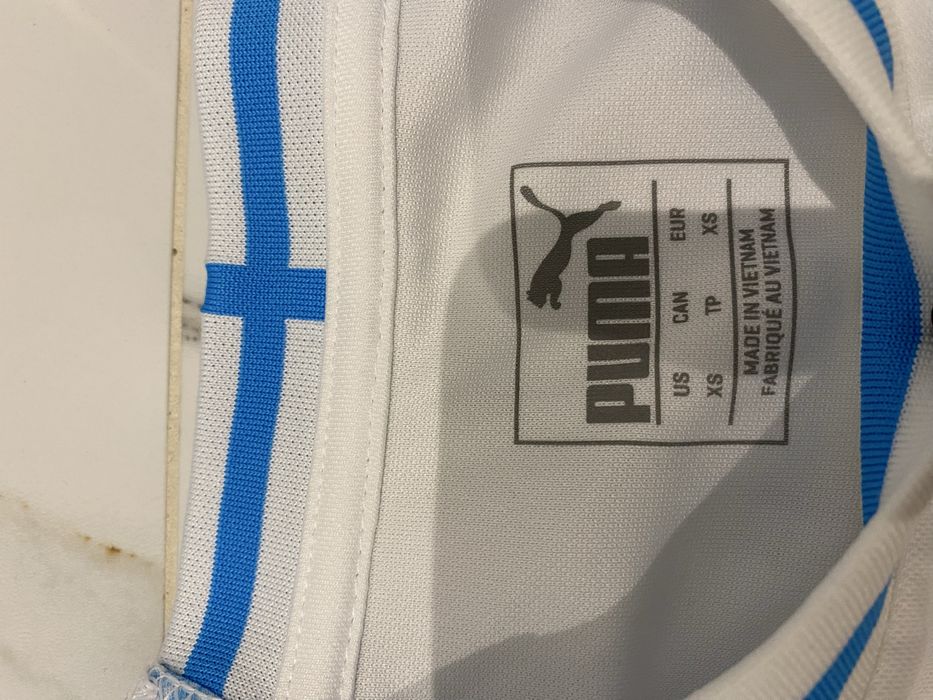 PUMA
US CAN EUR
XS TP XS
MADE IN VIETNAM
FABRIQUÉ AU VIETNAM